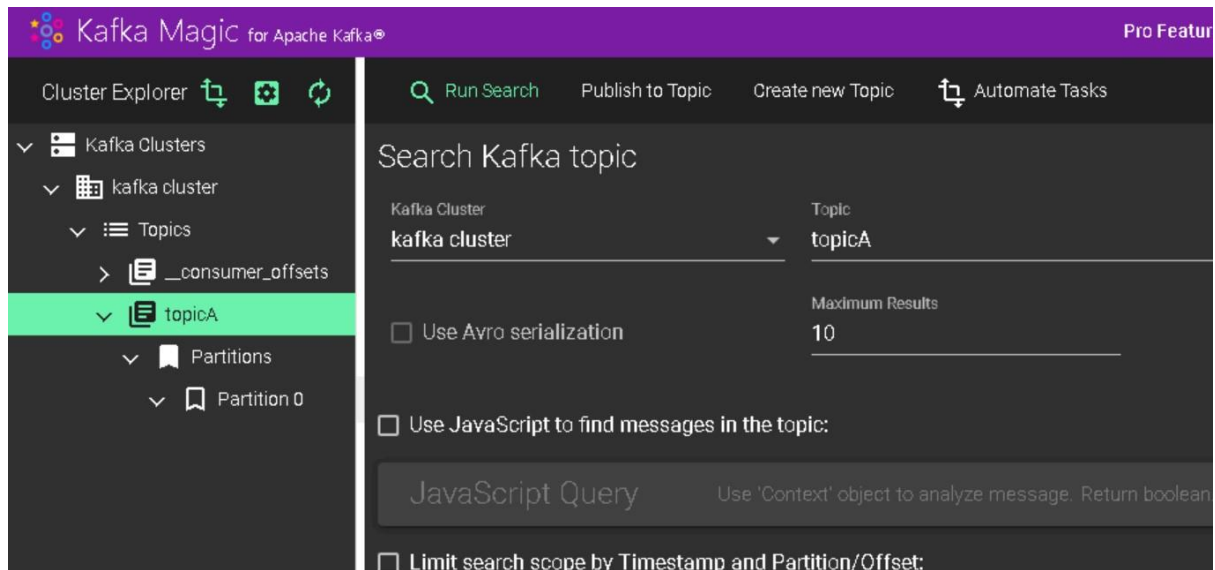 Kafka Magic for Apache Kafka®
Pro Featur
Cluster Explorer
Run Search Publish to Topic Create new Topic Automate Tasks
Kafka Clusters
kafka cluster
Topics
__consumer_offsets
topicA
Partitions
Partition 0
Search Kafka topic
Kafka Cluster
kafka cluster
Topic
topicA
Use Avro serialization
Maximum Results
10
Use JavaScript to find messages in the topic:
JavaScript Query Use 'Context' object to analyze message. Return boolean.
Limit search scope by Timestamp and Partition/Offset: